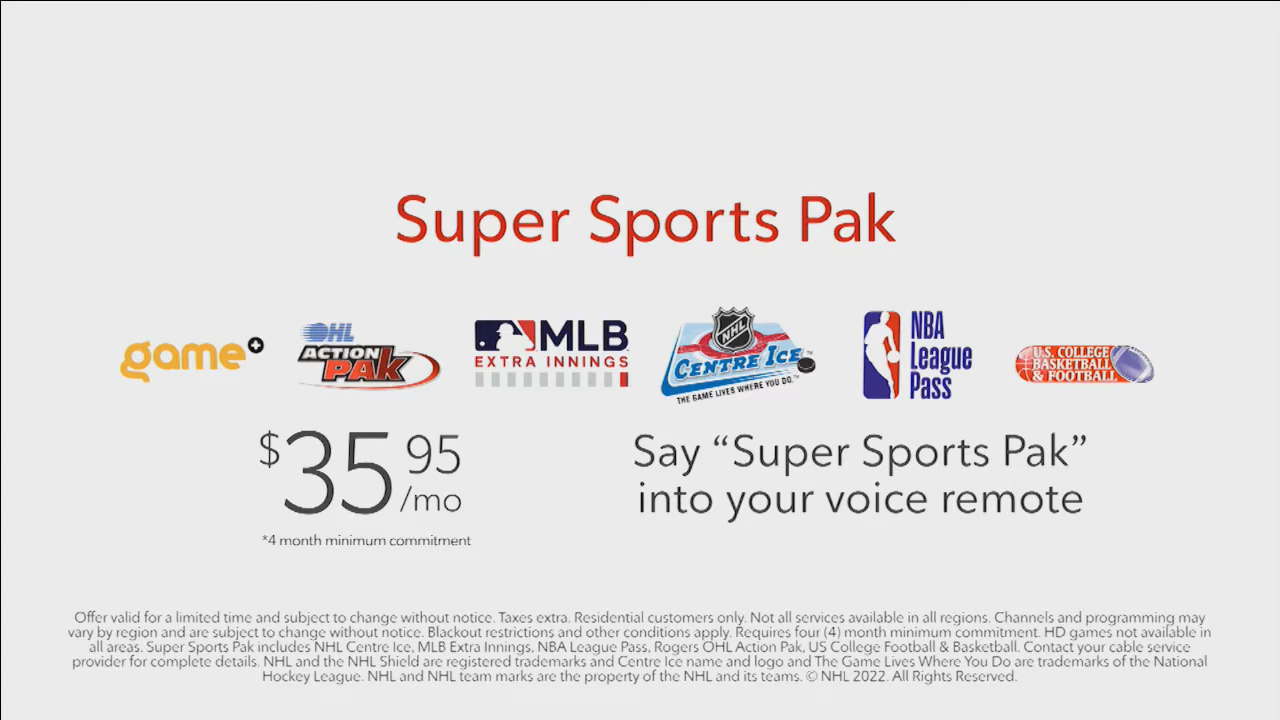 Super Sports Pak
game+
OHL
ACTION
PAK
MLB
EXTRA INNINGS
NHL
CENTRE ICE™
THE GAME LIVES WHERE YOU DO.™
NBA
League
Pass
U.S. COLLEGE
BASKETBALL
& FOOTBALL
$35 95
/mo
*4 month minimum commitment
Say “Super Sports Pak”
into your voice remote
Offer valid for a limited time and subject to change without notice. Taxes extra. Residential customers only. Not all services available in all regions. Channels and programming may
vary by region and are subject to change without notice. Blackout restrictions and other conditions apply. Requires four (4) month minimum commitment. HD games not available in
all areas. Super Sports Pak includes NHL Centre Ice, MLB Extra Innings, NBA League Pass, Rogers OHL Action Pak, US College Football & Basketball. Contact your cable service
provider for complete details. NHL and the NHL Shield are registered trademarks and Centre Ice name and logo and The Game Lives Where You Do are trademarks of the National
Hockey League. NHL and NHL team marks are the property of the NHL and its teams. © NHL 2022. All Rights Reserved.